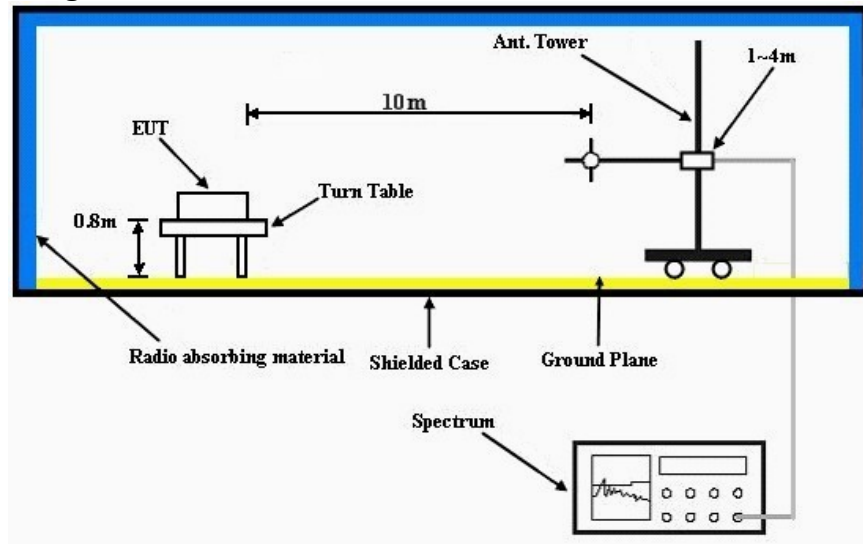 Ant. Tower
1~4m
10m
EUT
Turn Table
0.8m
Radio absorbing material
Shielded Case
Ground Plane
Spectrum